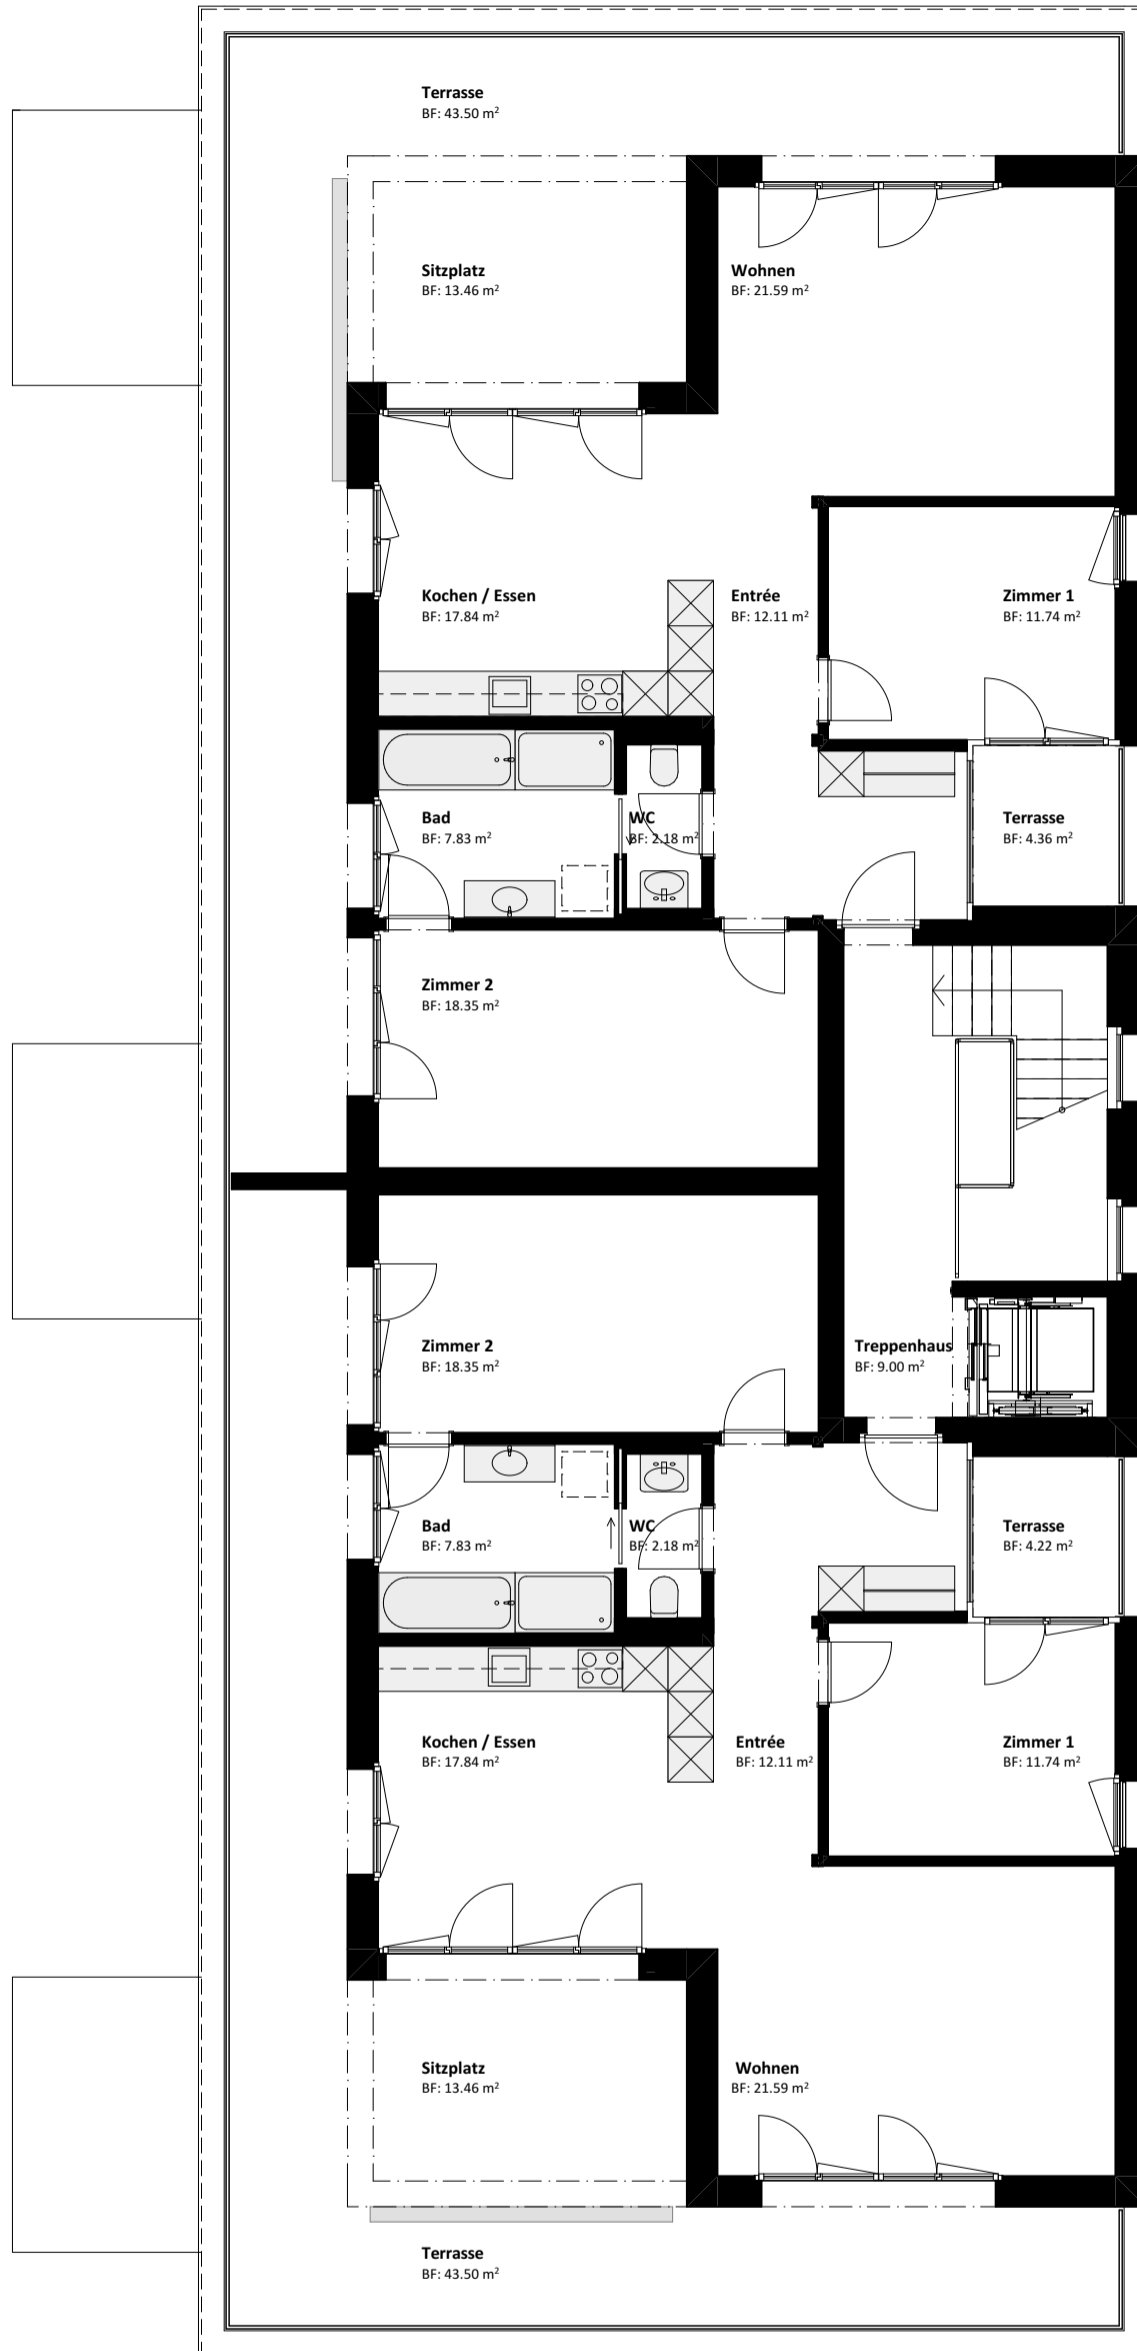 Terrasse
BF: 43.50 m²
Sitzplatz
BF: 13.46 m²
Wohnen
BF: 21.59 m²
Kochen / Essen
BF: 17.84 m²
Entrée
BF: 12.11 m²
Zimmer 1
BF: 11.74 m²
Bad
BF: 7.83 m²
WC
BF: 2.18 m²
Terrasse
BF: 4.36 m²
Zimmer 2
BF: 18.35 m²
Zimmer 2
BF: 18.35 m²
Treppenhaus
BF: 9.00 m²
Bad
BF: 7.83 m²
WC
BF: 2.18 m²
Terrasse
BF: 4.22 m²
Kochen / Essen
BF: 17.84 m²
Entrée
BF: 12.11 m²
Zimmer 1
BF: 11.74 m²
Sitzplatz
BF: 13.46 m²
Wohnen
BF: 21.59 m²
Terrasse
BF: 43.50 m²